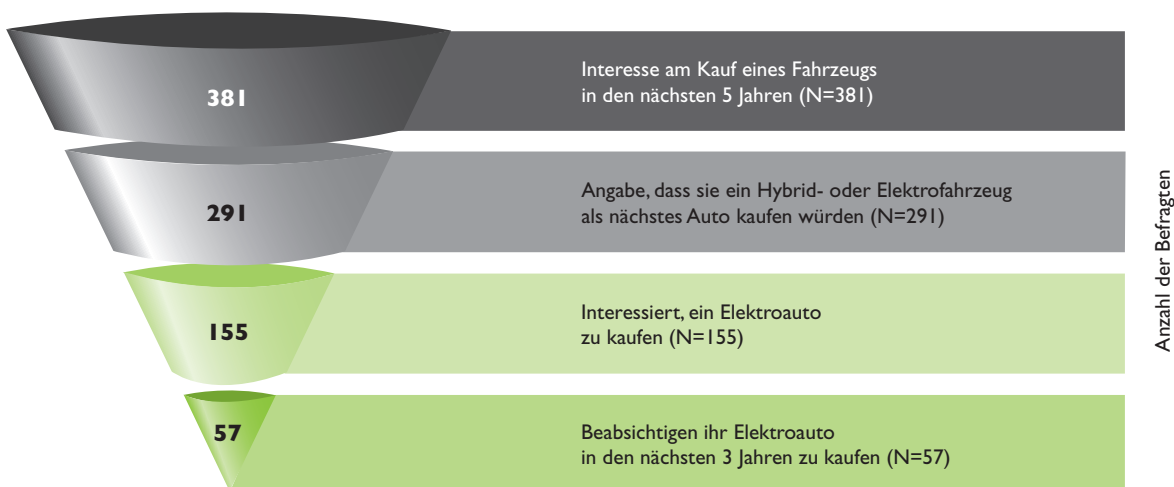 381
Interesse am Kauf eines Fahrzeugs
in den nächsten 5 Jahren (N=381)
291
Angabe, dass sie ein Hybrid- oder Elektrofahrzeug
als nächstes Auto kaufen würden (N=291)
155
Interessiert, ein Elektroauto
zu kaufen (N=155)
57
Beabsichtigen ihr Elektroauto
in den nächsten 3 Jahren zu kaufen (N=57)
Anzahl der Befragten